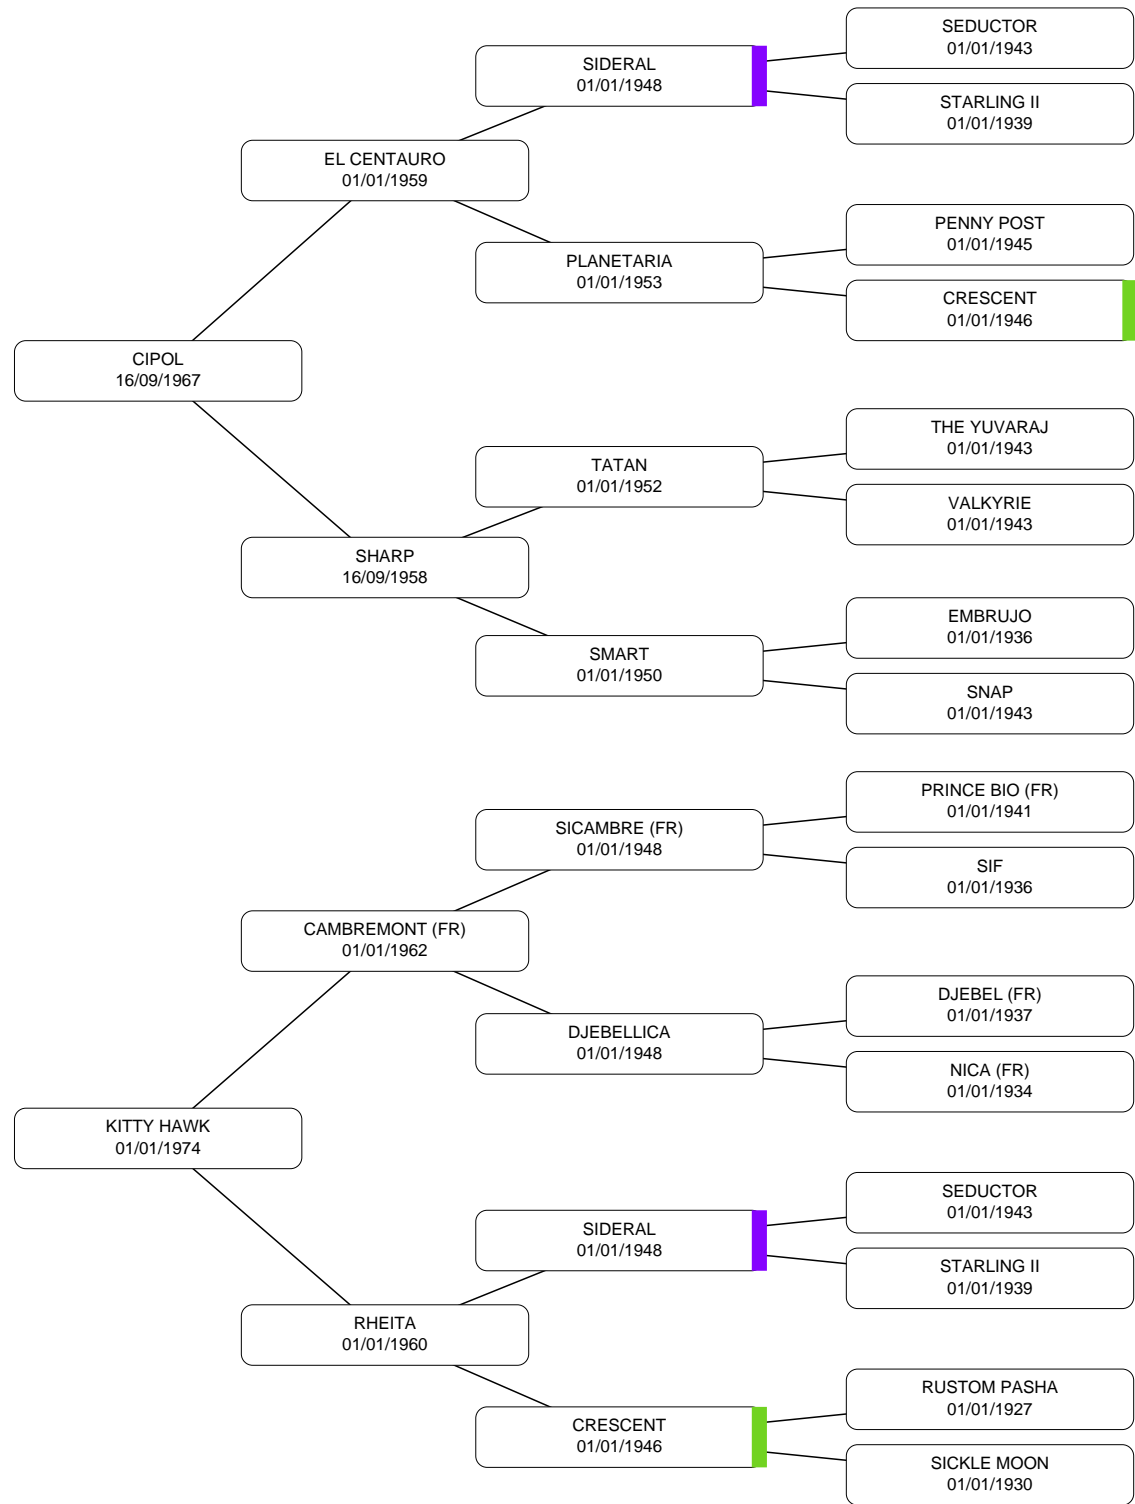 SEDUCTOR
01/01/1943
SIDERAL
01/01/1948
STARLING II
01/01/1939
EL CENTAURO
01/01/1959
PENNY POST
01/01/1945
PLANETARIA
01/01/1953
CRESCENT
01/01/1946
CIPOL
16/09/1967
THE YUVARAJ
01/01/1943
TATAN
01/01/1952
VALKYRIE
01/01/1943
SHARP
16/09/1958
EMBRUJO
01/01/1936
SMART
01/01/1950
SNAP
01/01/1943
PRINCE BIO (FR)
01/01/1941
SICAMBRE (FR)
01/01/1948
SIF
01/01/1936
CAMBREMONT (FR)
01/01/1962
DJEBEL (FR)
01/01/1937
DJEBELLICA
01/01/1948
NICA (FR)
01/01/1934
KITTY HAWK
01/01/1974
SEDUCTOR
01/01/1943
SIDERAL
01/01/1948
STARLING II
01/01/1939
RHEITA
01/01/1960
RUSTOM PASHA
01/01/1927
CRESCENT
01/01/1946
SICKLE MOON
01/01/1930